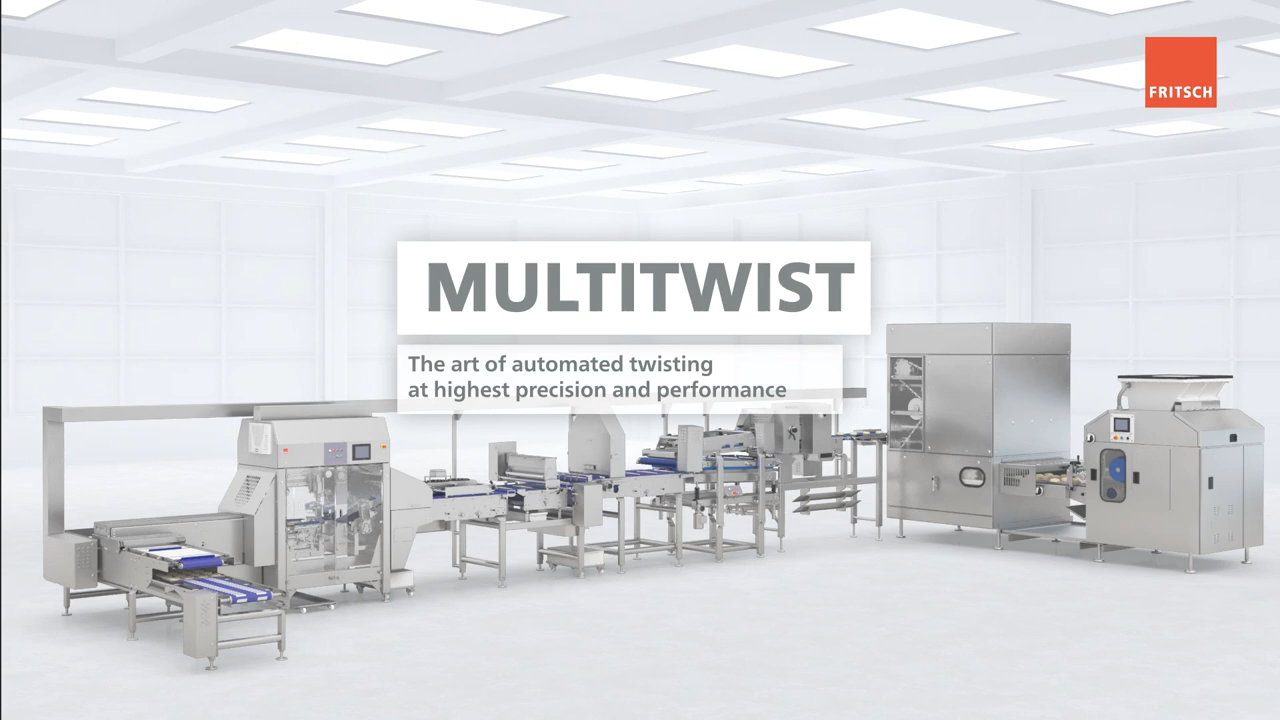 FRITSCH
MULTITWIST
The art of automated twisting
at highest precision and performance